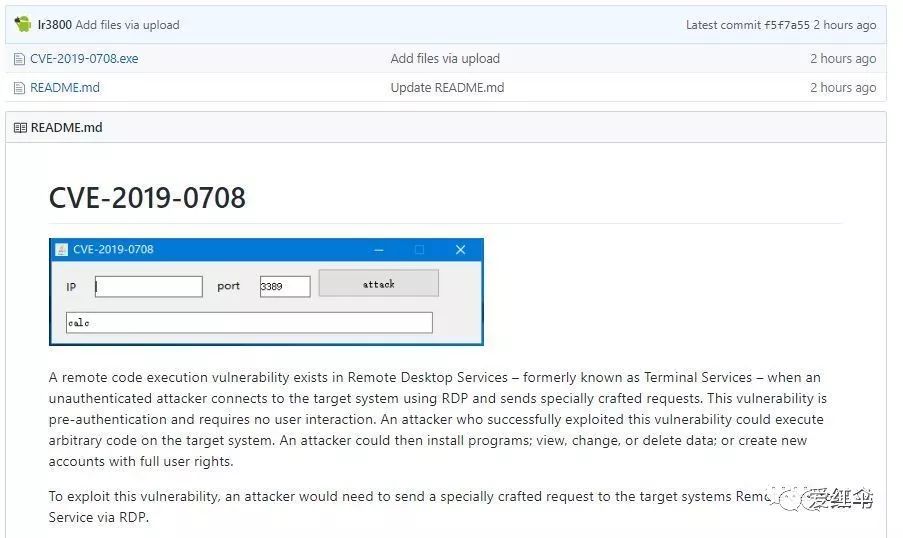 lr3800 Add files via upload Latest commit f5f7a55 2 hours ago
CVE-2019-0708.exe Add files via upload 2 hours ago
README.md Update README.md 2 hours ago
README.md
CVE-2019-0708
CVE-2019-0708
IP port 3389 attack
calc
A remote code execution vulnerability exists in Remote Desktop Services – formerly known as Terminal Services – when an
unauthenticated attacker connects to the target system using RDP and sends specially crafted requests. This vulnerability is
pre-authentication and requires no user interaction. An attacker who successfully exploited this vulnerability could execute
arbitrary code on the target system. An attacker could then install programs; view, change, or delete data; or create new
accounts with full user rights.
To exploit this vulnerability, an attacker would need to send a specially crafted request to the target systems
Service via RDP.
爱红伞